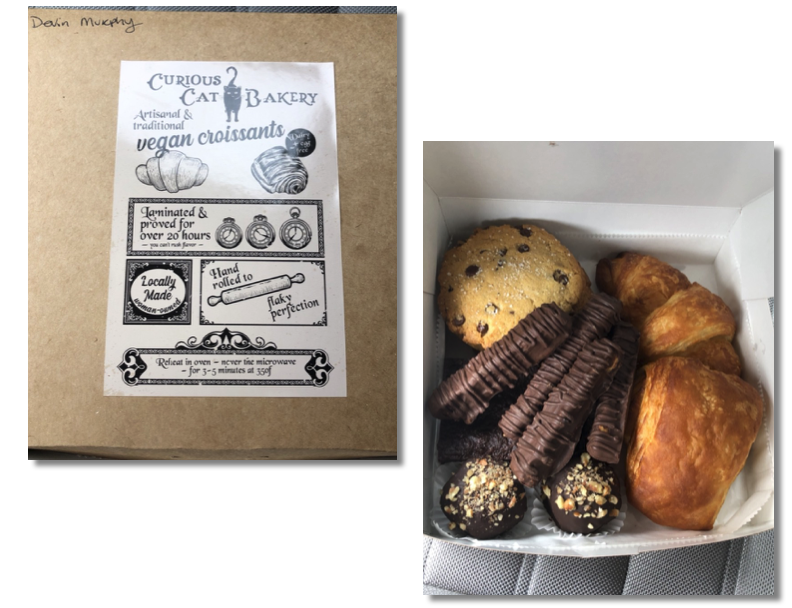 Devin Murphy
CURIOUS
CAT BAKERY
Artisanal &
traditional
vegan croissants
Laminated &
proved for
over 20 hours
— you can't rush flavor —
Locally
Made
woman-owned
Hand
rolled to
flaky
perfection
Reheat in oven — never the microwave
— for 3-5 minutes at 350f